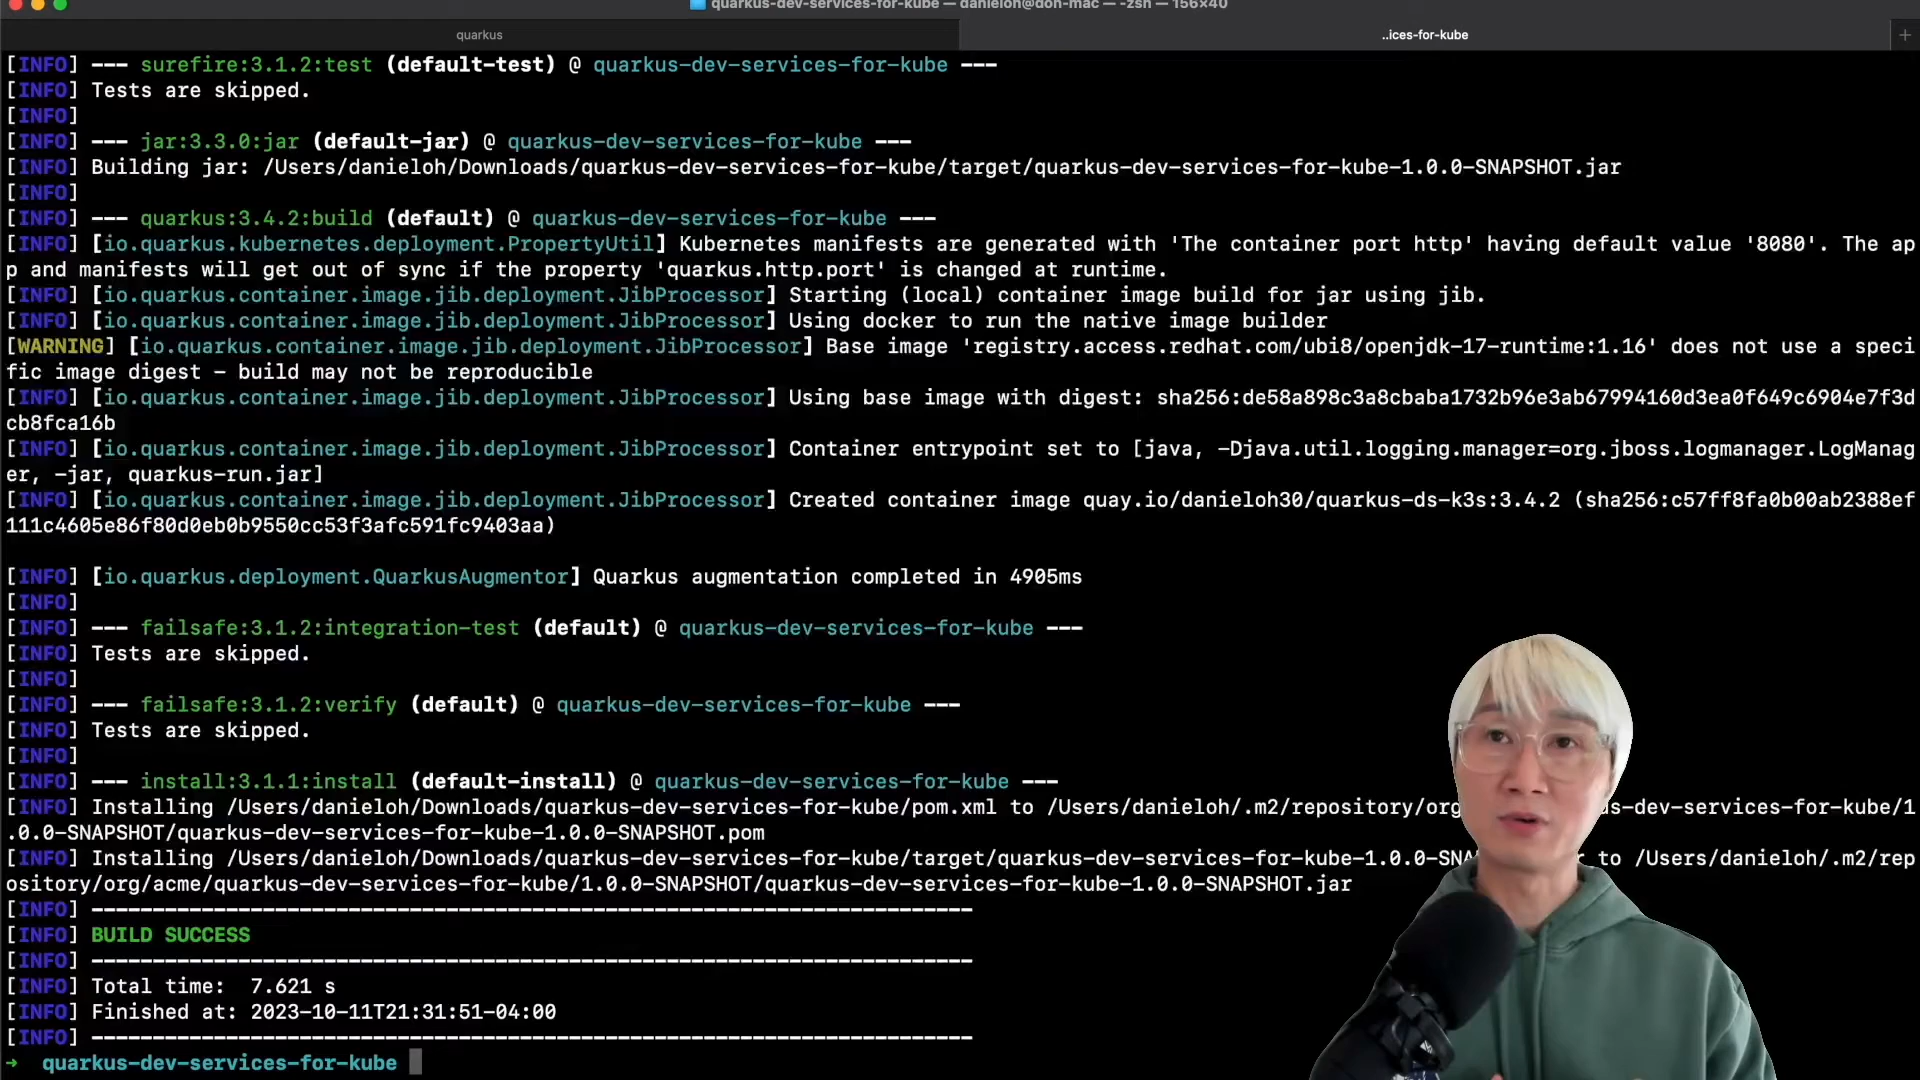 quarkus-dev-services-for-kube — danieloh@doh-mac — -zsh — 156×40
quarkus
..ices-for-kube
[INFO] --- surefire:3.1.2:test (default-test) @ quarkus-dev-services-for-kube ---
[INFO] Tests are skipped.
[INFO]
[INFO] --- jar:3.3.0:jar (default-jar) @ quarkus-dev-services-for-kube ---
[INFO] Building jar: /Users/danieloh/Downloads/quarkus-dev-services-for-kube/target/quarkus-dev-services-for-kube-1.0.0-SNAPSHOT.jar
[INFO]
[INFO] --- quarkus:3.4.2:build (default) @ quarkus-dev-services-for-kube ---
[INFO] [io.quarkus.kubernetes.deployment.PropertyUtil] Kubernetes manifests are generated with 'The container port http' having default value '8080'. The ap
p and manifests will get out of sync if the property 'quarkus.http.port' is changed at runtime.
[INFO] [io.quarkus.container.image.jib.deployment.JibProcessor] Starting (local) container image build for jar using jib.
[INFO] [io.quarkus.container.image.jib.deployment.JibProcessor] Using docker to run the native image builder
[WARNING] [io.quarkus.container.image.jib.deployment.JibProcessor] Base image 'registry.access.redhat.com/ubi8/openjdk-17-runtime:1.16' does not use a speci
fic image digest - build may not be reproducible
[INFO] [io.quarkus.container.image.jib.deployment.JibProcessor] Using base image with digest: sha256:de58a898c3a8cbaba1732b96e3ab67994160d3ea0f649c6904e7f3d
cb8fca16b
[INFO] [io.quarkus.container.image.jib.deployment.JibProcessor] Container entrypoint set to [java, -Djava.util.logging.manager=org.jboss.logmanager.LogManag
er, -jar, quarkus-run.jar]
[INFO] [io.quarkus.container.image.jib.deployment.JibProcessor] Created container image quay.io/danieloh30/quarkus-ds-k3s:3.4.2 (sha256:c57ff8fa0b00ab2388ef
111c4605e86f80d0eb0b9550cc53f3afc591fc9403aa)
[INFO] [io.quarkus.deployment.QuarkusAugmentor] Quarkus augmentation completed in 4905ms
[INFO]
[INFO] --- failsafe:3.1.2:integration-test (default) @ quarkus-dev-services-for-kube ---
[INFO] Tests are skipped.
[INFO]
[INFO] --- failsafe:3.1.2:verify (default) @ quarkus-dev-services-for-kube ---
[INFO] Tests are skipped.
[INFO]
[INFO] --- install:3.1.1:install (default-install) @ quarkus-dev-services-for-kube ---
[INFO] Installing /Users/danieloh/Downloads/quarkus-dev-services-for-kube/pom.xml to /Users/danieloh/.m2/repository/org s-dev-services-for-kube/1
.0.0-SNAPSHOT/quarkus-dev-services-for-kube-1.0.0-SNAPSHOT.pom
[INFO] Installing /Users/danieloh/Downloads/quarkus-dev-services-for-kube/target/quarkus-dev-services-for-kube-1.0.0-SNA to /Users/danieloh/.m2/rep
ository/org/acme/quarkus-dev-services-for-kube/1.0.0-SNAPSHOT/quarkus-dev-services-for-kube-1.0.0-SNAPSHOT.jar
[INFO] ------------------------------------------------------------------------
[INFO] BUILD SUCCESS
[INFO] ------------------------------------------------------------------------
[INFO] Total time:  7.621 s
[INFO] Finished at: 2023-10-11T21:31:51-04:00
[INFO] ------------------------------------------------------------------------
→ quarkus-dev-services-for-kube